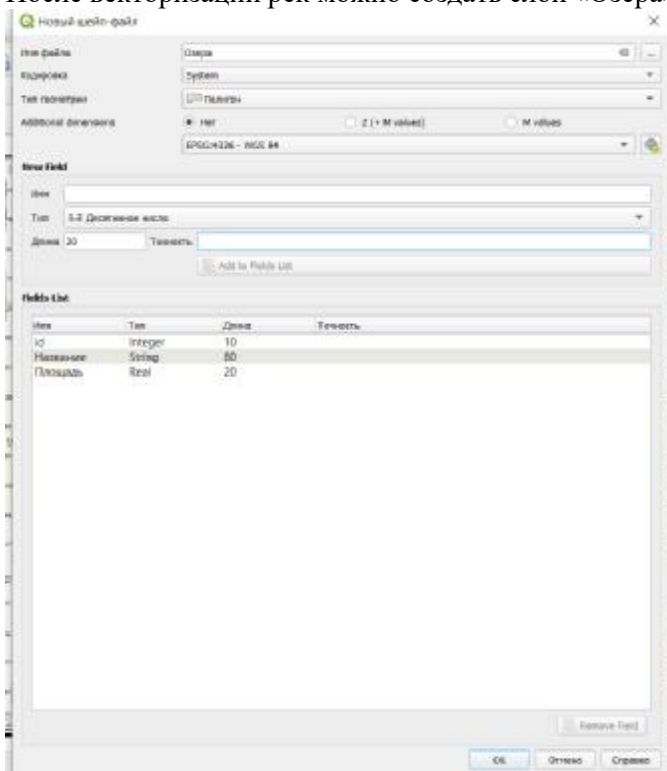 После векторизации рек можно создать слой «Озера
Новый шейп-файл
Имя файла Озера
Кодировка System
Тип геометрии Полигон
Additional dimensions Нет Z (+ M values) M values
EPSG:4326 - WGS 84
New Field
Имя
Тип 1.2 Десятичное число
Длина 20 Точность
Add to Fields List
Fields List
Имя Тип Длина Точность
id Integer 10
Название String 80
Площадь Real 20
Remove Field
OK Отмена Справка